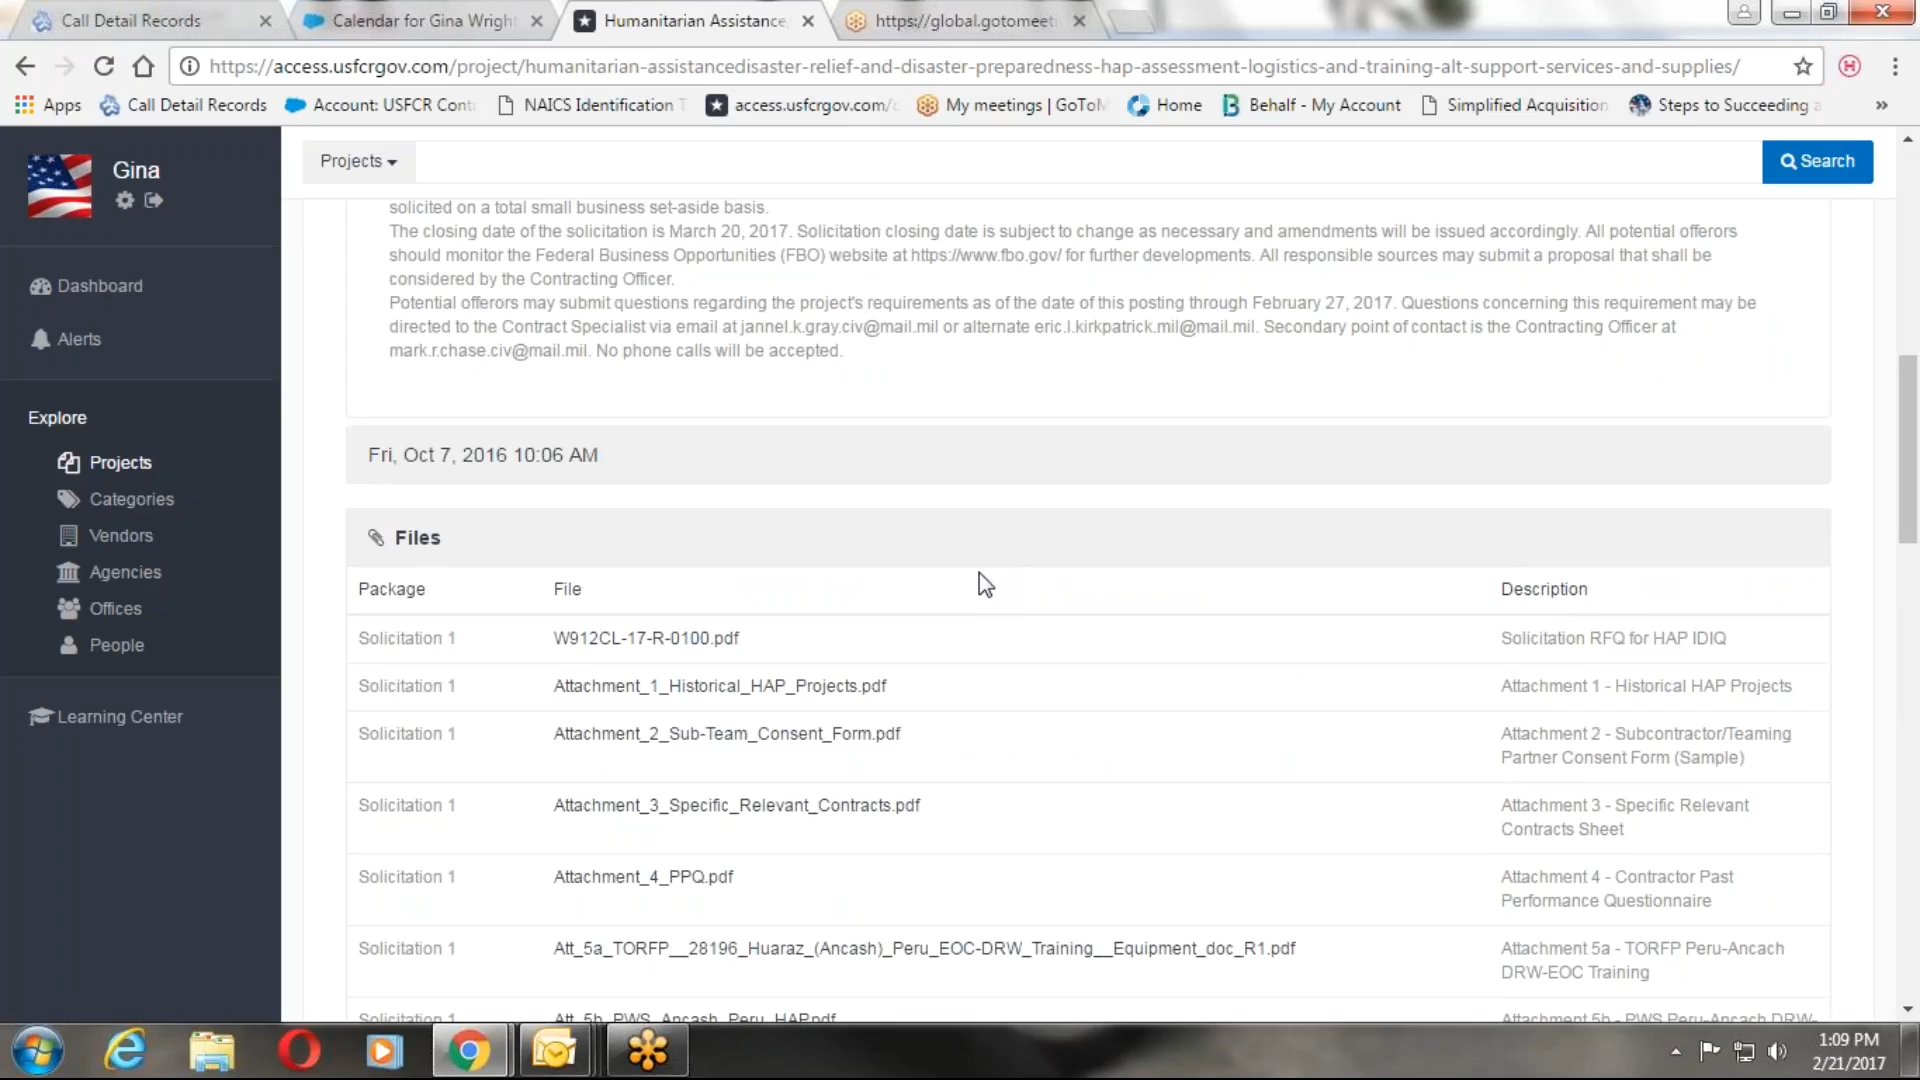 Call Detail Records
Calendar for Gina Wright
Humanitarian Assistance
https://global.gotomeeti
https://access.usfcrgov.com/project/humanitarian-assistancedisaster-relief-and-disaster-preparedness-hap-assessment-logistics-and-training-alt-support-services-and-supplies/
Apps
Call Detail Records
Account: USFCR Cont
NAICS Identification T
access.usfcrgov.com/
My meetings | GoToM
Home
Behalf - My Account
Simplified Acquisition
Steps to Succeeding a
»
Gina
Projects
Search
solicited on a total small business set-aside basis.
The closing date of the solicitation is March 20, 2017. Solicitation closing date is subject to change as necessary and amendments will be issued accordingly. All potential offerors
should monitor the Federal Business Opportunities (FBO) website at https://www.fbo.gov/ for further developments. All responsible sources may submit a proposal that shall be
considered by the Contracting Officer.
Potential offerors may submit questions regarding the project's requirements as of the date of this posting through February 27, 2017. Questions concerning this requirement may be
directed to the Contract Specialist via email at jannel.k.gray.civ@mail.mil or alternate eric.l.kirkpatrick.mil@mail.mil. Secondary point of contact is the Contracting Officer at
mark.r.chase.civ@mail.mil. No phone calls will be accepted.
Dashboard
Alerts
Explore
Projects
Categories
Vendors
Agencies
Offices
People
Learning Center
Fri, Oct 7, 2016 10:06 AM
Files
Package File Description
Solicitation 1 W912CL-17-R-0100.pdf Solicitation RFQ for HAP IDIQ
Solicitation 1 Attachment_1_Historical_HAP_Projects.pdf Attachment 1 - Historical HAP Projects
Solicitation 1 Attachment_2_Sub-Team_Consent_Form.pdf Attachment 2 - Subcontractor/Teaming
Partner Consent Form (Sample)
Solicitation 1 Attachment_3_Specific_Relevant_Contracts.pdf Attachment 3 - Specific Relevant
Contracts Sheet
Solicitation 1 Attachment_4_PPQ.pdf Attachment 4 - Contractor Past
Performance Questionnaire
Solicitation 1 Att_5a_TORFP__28196_Huaraz_(Ancash)_Peru_EOC-DRW_Training__Equipment_doc_R1.pdf Attachment 5a - TORFP Peru-Ancach
DRW-EOC Training
Solicitation 1 Att_5b_PWS_Ancash_Peru_HAP.pdf Attachment 5b - PWS Peru-Ancach DRW-
1:09 PM
2/21/2017